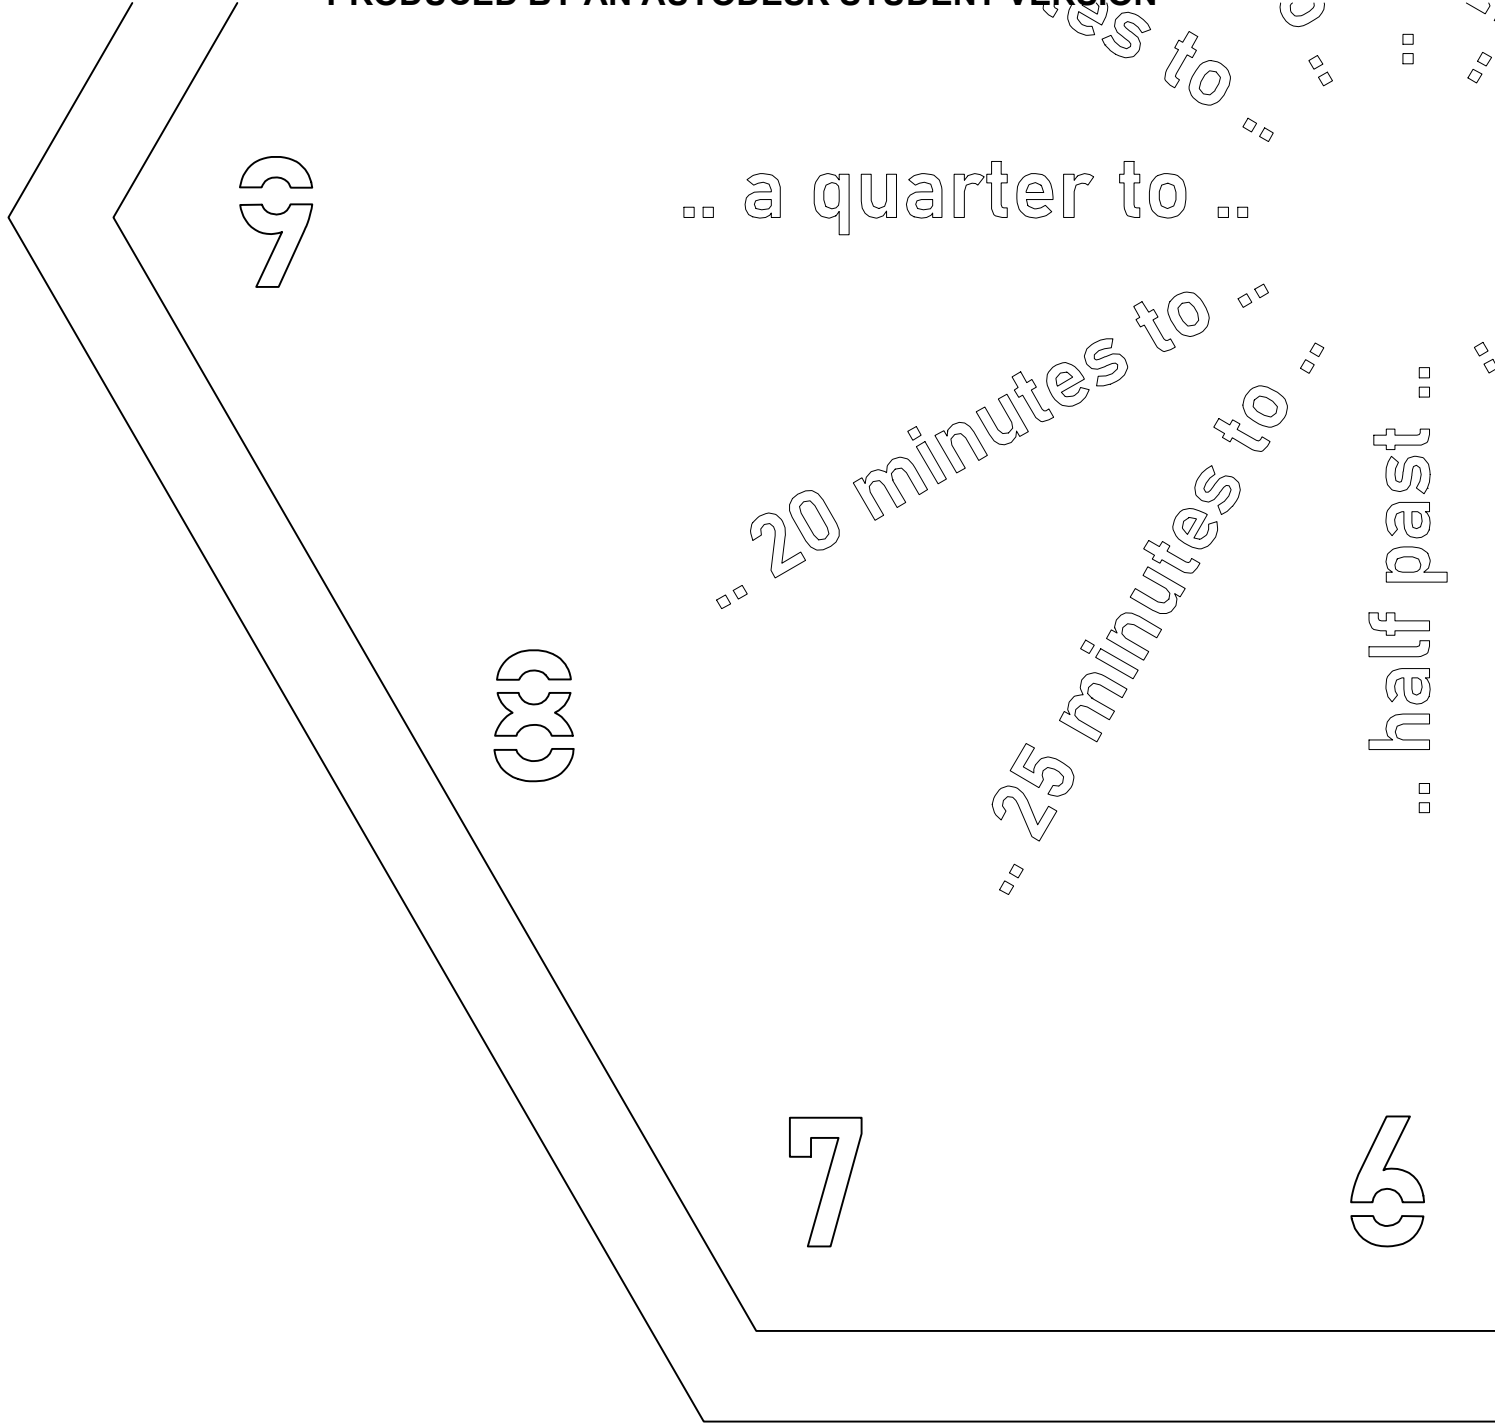 PRODUCED BY AN AUTODESK STUDENT VERSION
to ..
9
.. a quarter to ..
.. 20 minutes to ..
.. 25 minutes to ..
.. half past ..
8
7
6